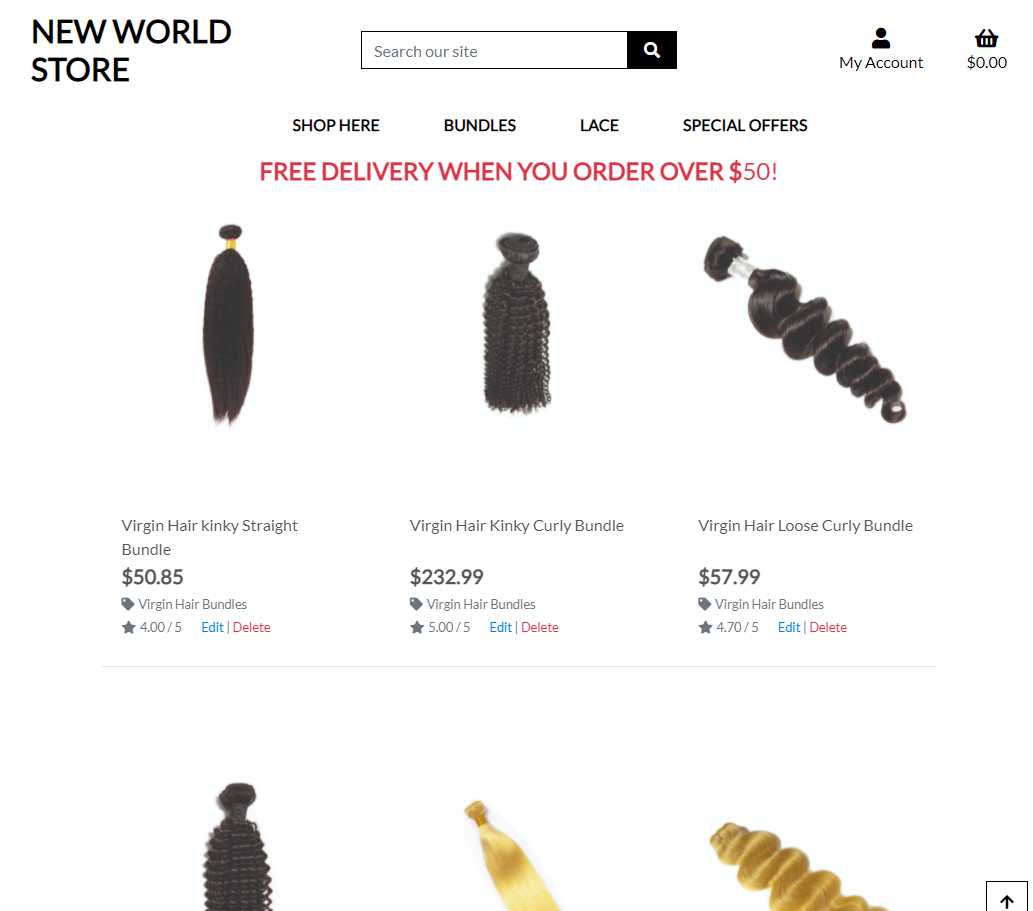 NEW WORLD
STORE
Search our site
My Account
$0.00
SHOP HERE
BUNDLES
LACE
SPECIAL OFFERS
FREE DELIVERY WHEN YOU ORDER OVER $50!
Virgin Hair kinky Straight
Bundle
$50.85
Virgin Hair Bundles
4.00 / 5 Edit | Delete
Virgin Hair Kinky Curly Bundle
$232.99
Virgin Hair Bundles
5.00 / 5 Edit | Delete
Virgin Hair Loose Curly Bundle
$57.99
Virgin Hair Bundles
4.70 / 5 Edit | Delete